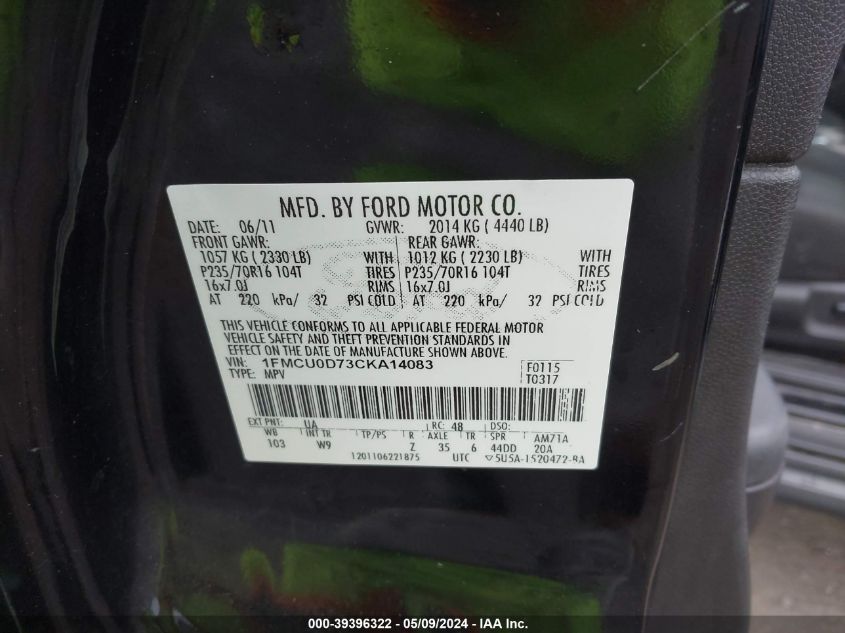 MFD. BY FORD MOTOR CO.
DATE: 06/11 GVWR: 2014 KG ( 4440 LB)
FRONT GAWR: REAR GAWR:
1057 KG ( 2330 LB) WITH 1012 KG ( 2230 LB) WITH
P235/70R16 104T TIRES P235/70R16 104T TIRES
16x7.0J RIMS 16x7.0J RIMS
AT 220 kPa/ 32 PSI COLD AT 220 kPa/ 32 PSI COLD
THIS VEHICLE CONFORMS TO ALL APPLICABLE FEDERAL MOTOR
VEHICLE SAFETY AND THEFT PREVENTION STANDARDS IN
EFFECT ON THE DATE OF MANUFACTURE SHOWN ABOVE.
VIN: 1FMCU0D73CKA14083 F0115
TYPE: MPV T0317
EXT PNT: UA RC: 48 DSO:
WB INT TR TP/PS R AXLE TR SPR AM71A
103 W9 Z 35 6 44DD 20A
1201106221875 UTC ▽5U5A-1520472-BA
000-39396322 - 05/09/2024 - IAA Inc.